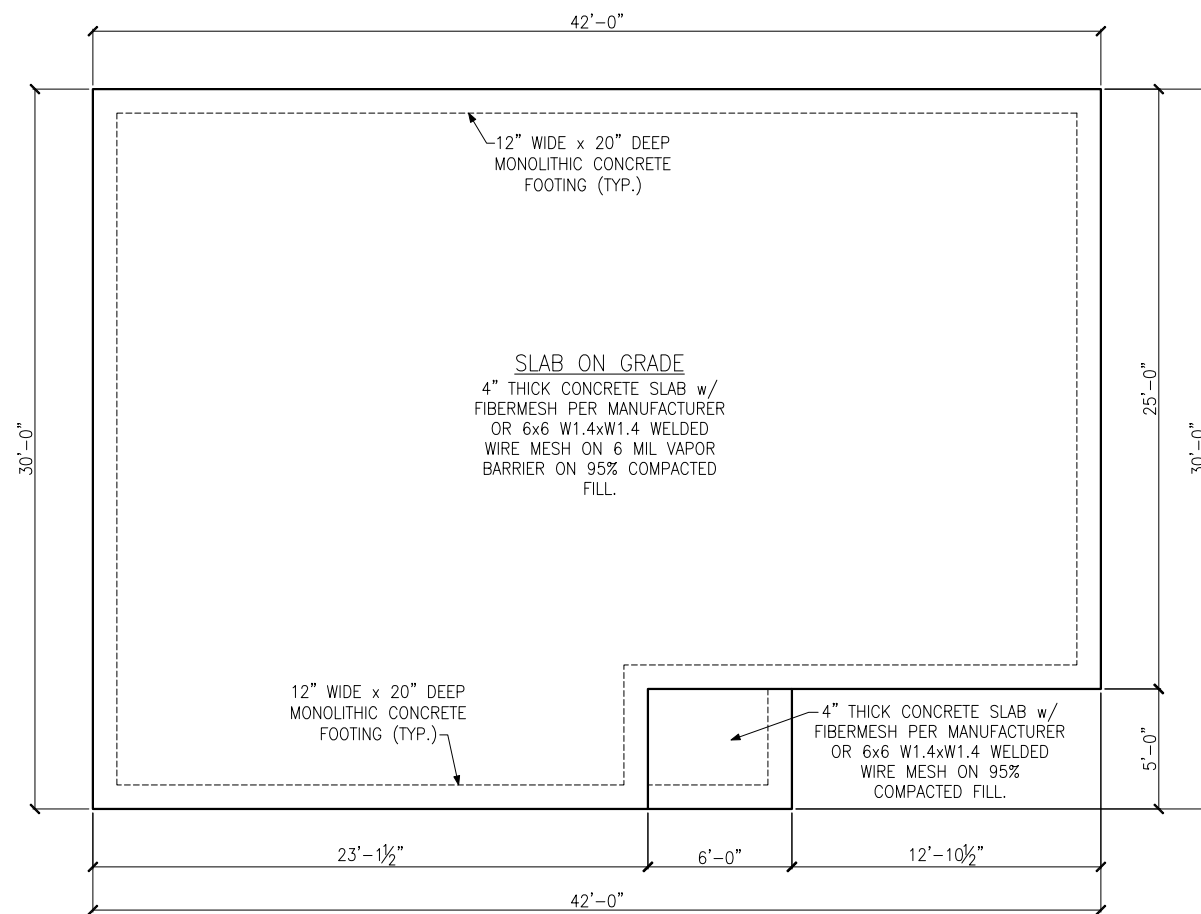 42'-0"
12" WIDE x 20" DEEP
MONOLITHIC CONCRETE
FOOTING (TYP.)
SLAB ON GRADE
4" THICK CONCRETE SLAB w/
FIBERMESH PER MANUFACTURER
OR 6x6 W1.4xW1.4 WELDED
WIRE MESH ON 6 MIL VAPOR
BARRIER ON 95% COMPACTED
FILL.
30'-0"
25'-0"
30'-0"
12" WIDE x 20" DEEP
MONOLITHIC CONCRETE
FOOTING (TYP.)
4" THICK CONCRETE SLAB w/
FIBERMESH PER MANUFACTURER
OR 6x6 W1.4xW1.4 WELDED
WIRE MESH ON 95%
COMPACTED FILL.
5'-0"
23'-1½"
6'-0"
12'-10½"
42'-0"